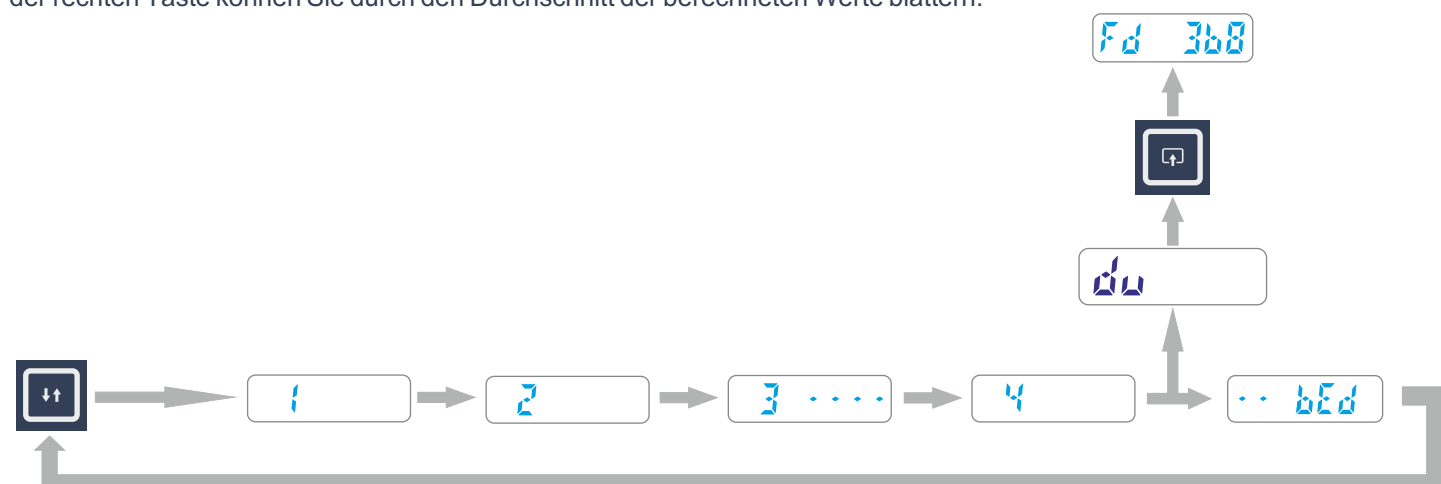 der rechten Taste können Sie durch den Durchschnitt der berechneten Werte blättern.
Fd 3b8
du
1 2 3 ···· 4 ·· bEd